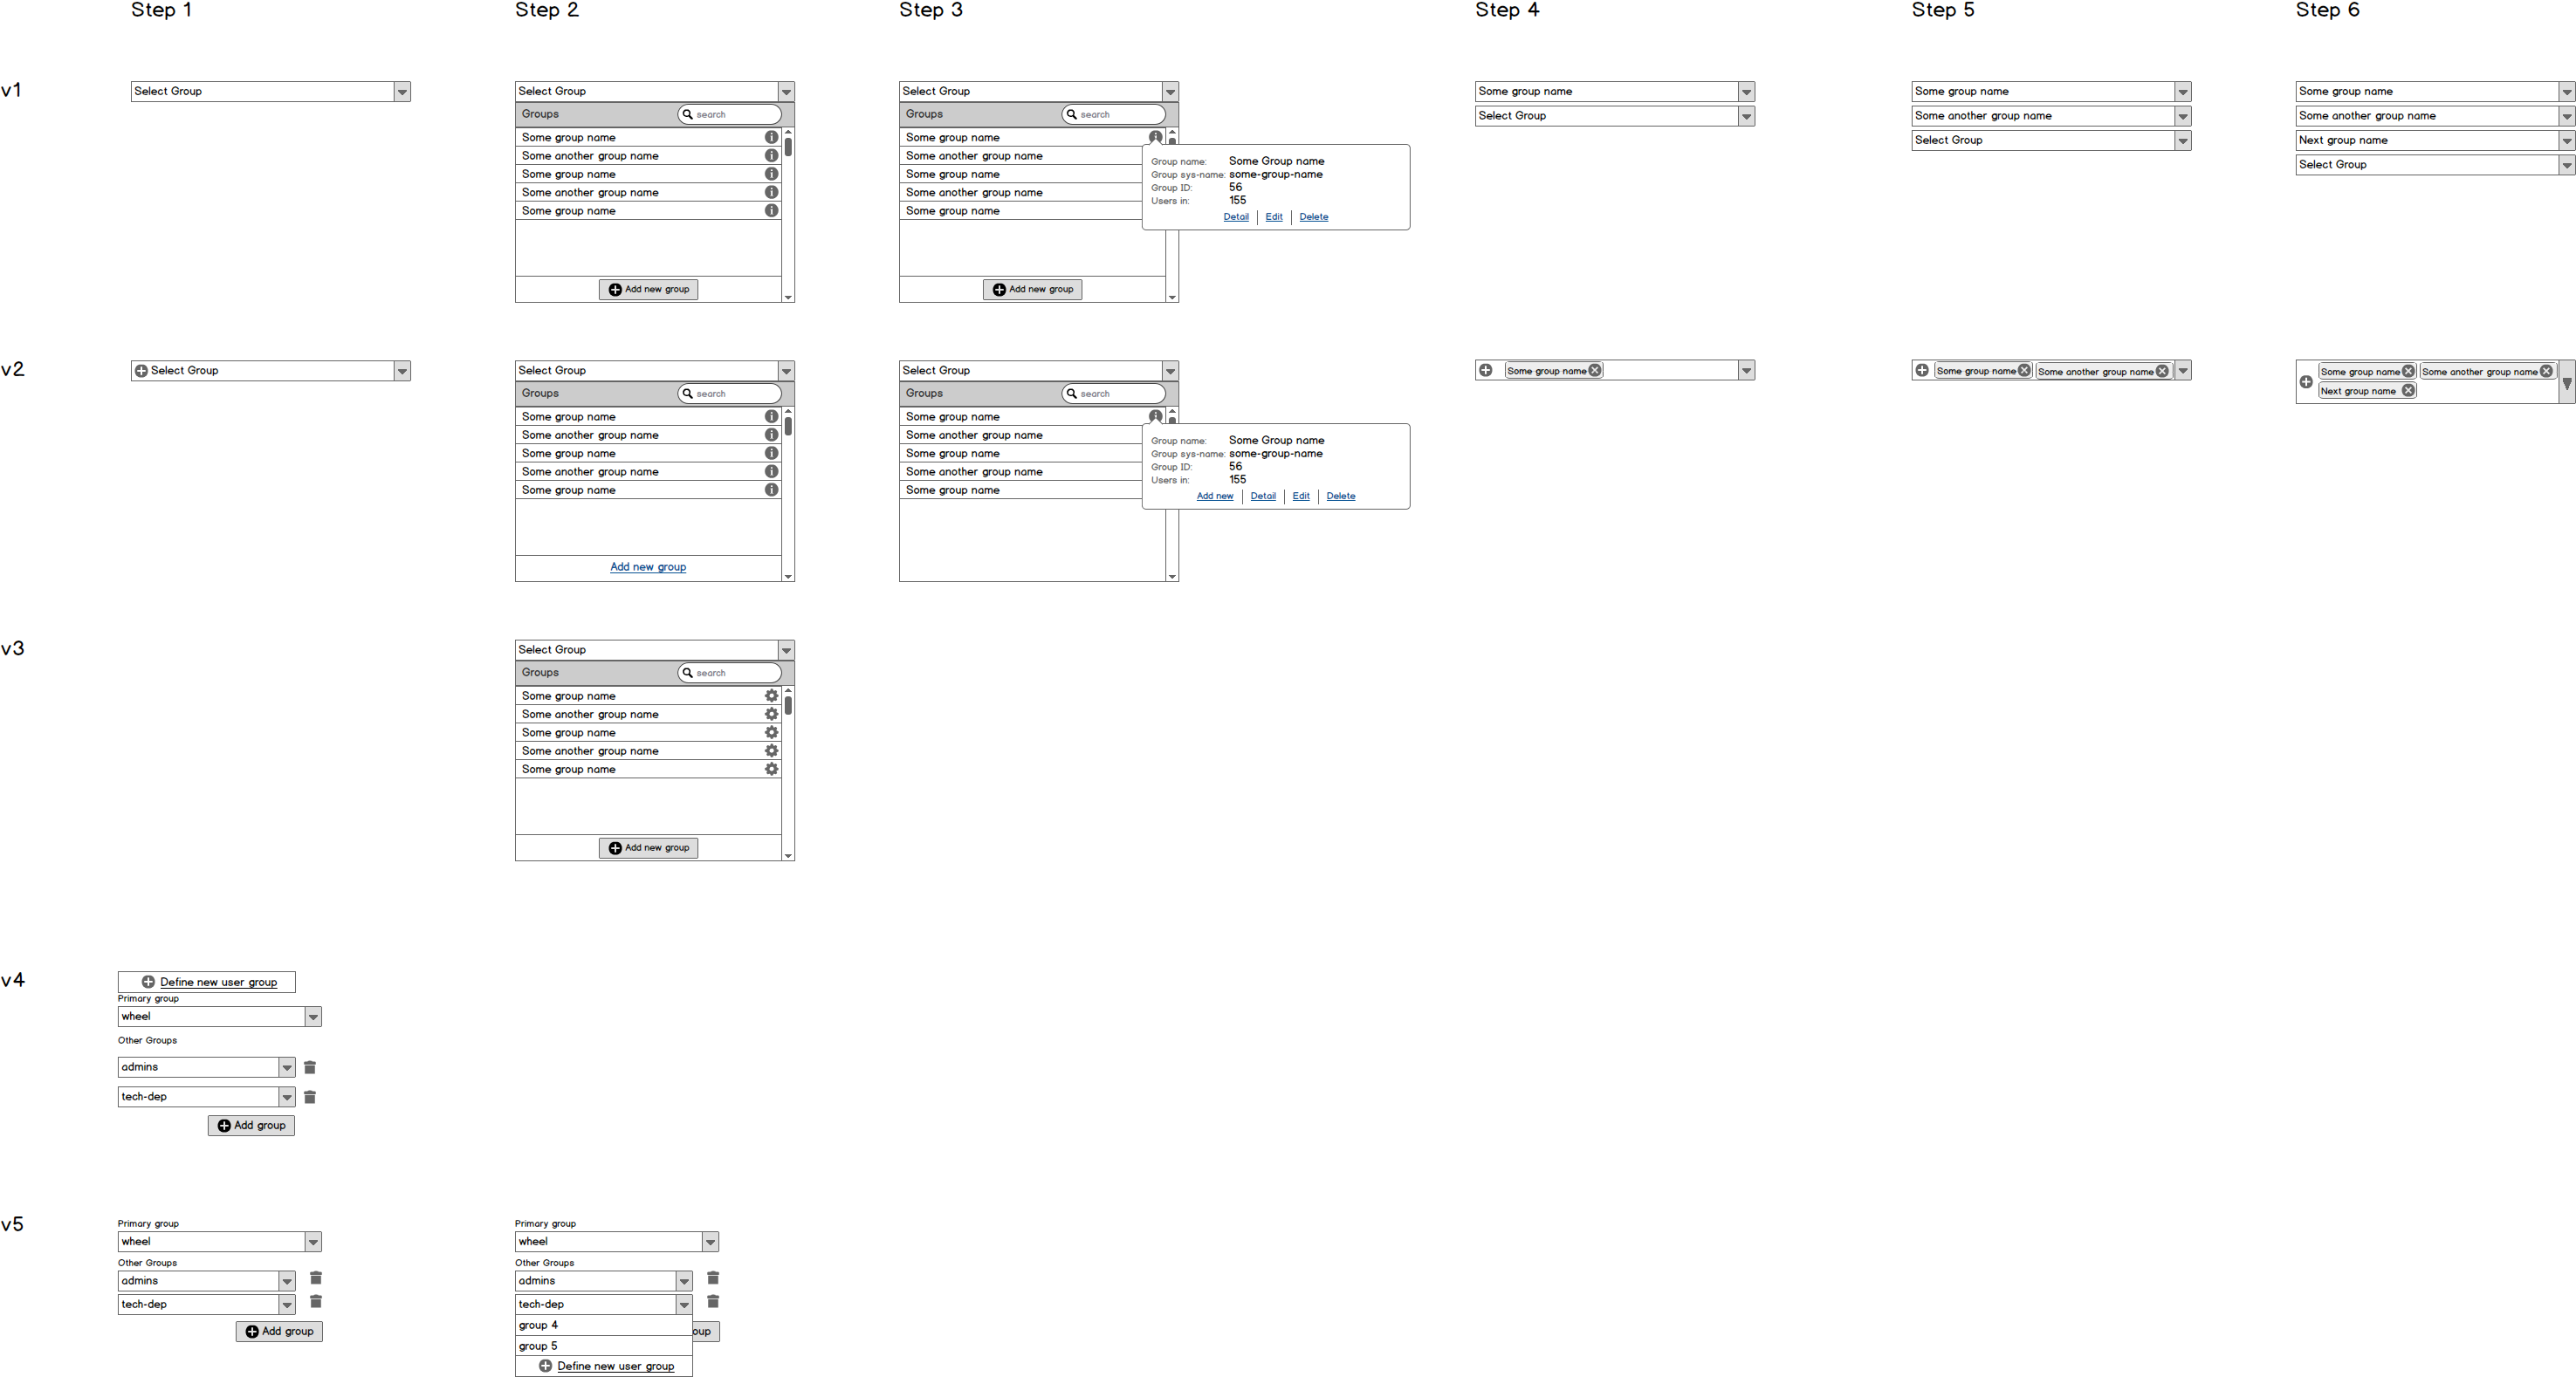 Step 1
Step 2
Step 3
Step 4
Step 5
Step 6
v1
Select Group
Select Group
Groups
search
Some group name
Some another group name
Some group name
Some another group name
Some group name
Add new group
Select Group
Groups
search
Some group name
Some another group name
Some group name
Some another group name
Some group name
Add new group
Group name: Some Group name
Group sys-name: some-group-name
Group ID: 56
Users in: 155
Detail | Edit | Delete
Some group name
Select Group
Some group name
Some another group name
Select Group
Some group name
Some another group name
Next group name
Select Group
v2
Select Group
Select Group
Groups
search
Some group name
Some another group name
Some group name
Some another group name
Some group name
Add new group
Select Group
Groups
search
Some group name
Some another group name
Some group name
Some another group name
Some group name
Group name: Some Group name
Group sys-name: some-group-name
Group ID: 56
Users in: 155
Add new | Detail | Edit | Delete
Some group name
Some group name Some another group name
Some group name Some another group name
Next group name
v3
Select Group
Groups
search
Some group name
Some another group name
Some group name
Some another group name
Some group name
Add new group
v4
Define new user group
Primary group
wheel
Other Groups
admins
tech-dep
Add group
v5
Primary group
wheel
Other Groups
admins
tech-dep
Add group
Primary group
wheel
Other Groups
admins
tech-dep
group 4
oup
group 5
Define new user group